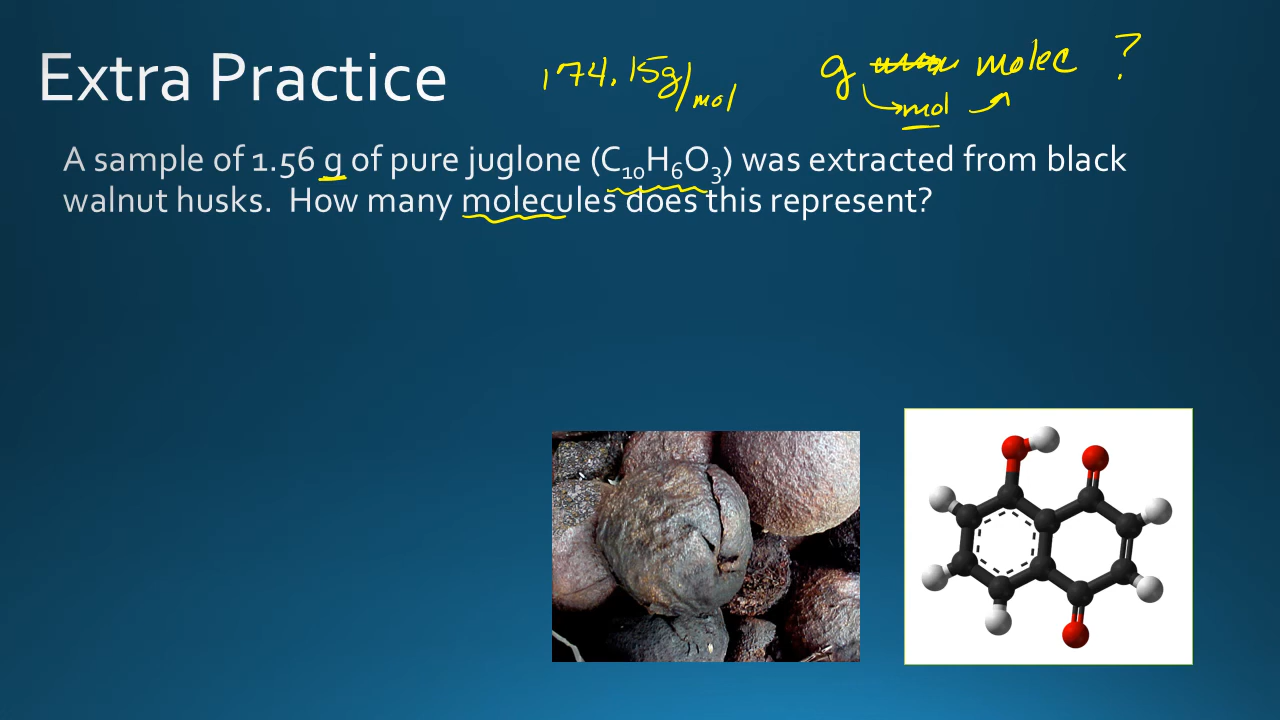 Extra Practice
174.15g/mol
g molec ?
mol
A sample of 1.56 g of pure juglone (C₁₀H₆O₃) was extracted from black
walnut husks. How many molecules does this represent?